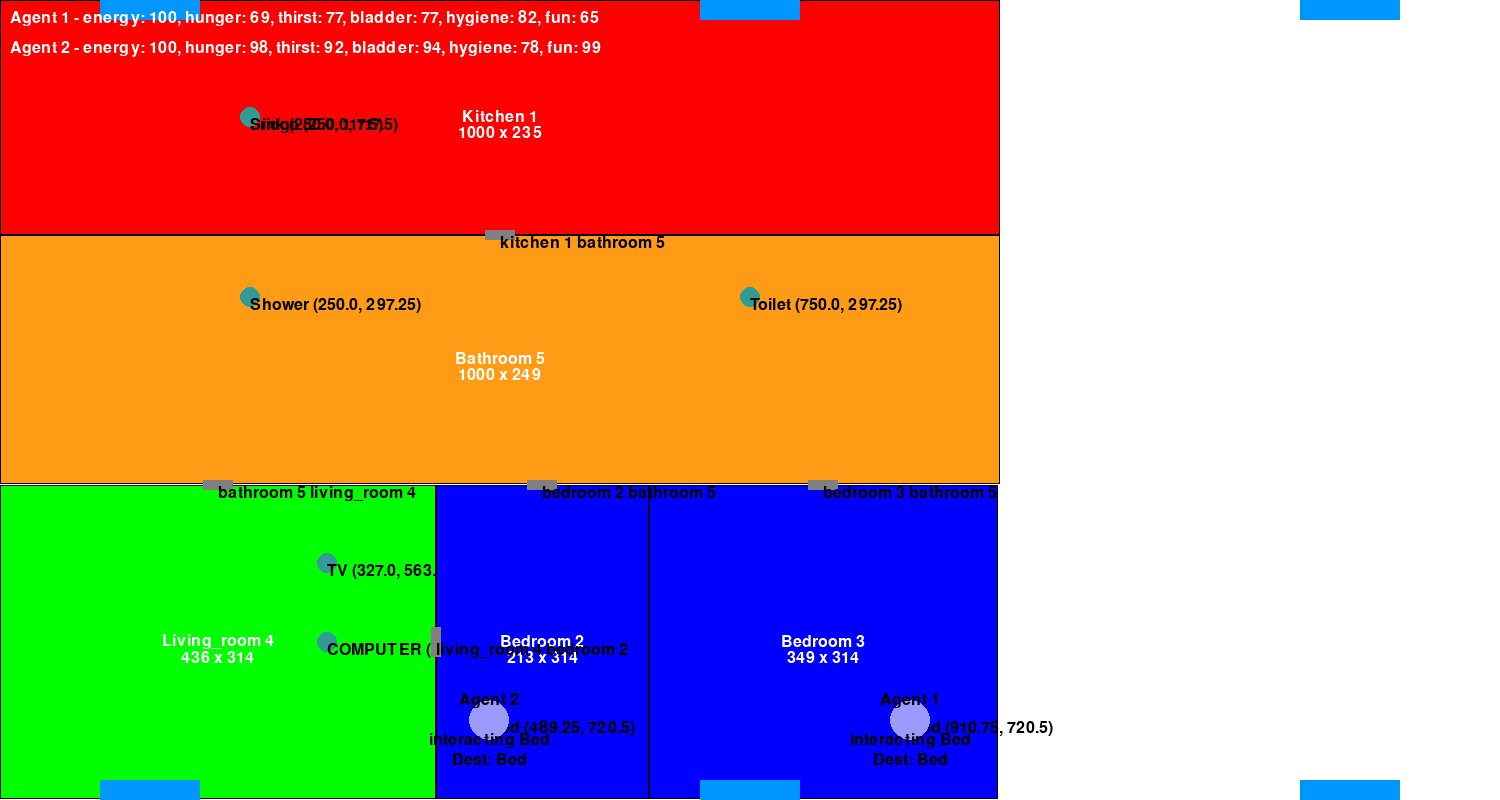 Agent 1 - energy: 100, hunger: 69, thirst: 77, bladder: 77, hygiene: 82, fun: 65
Agent 2 - energy: 100, hunger: 98, thirst: 92, bladder: 94, hygiene: 78, fun: 99
Kitchen 1
1000 x 235
kitchen 1 bathroom 5
Shower (250.0, 297.25)
Toilet (750.0, 297.25)
Bathroom 5
1000 x 249
bathroom 5 living_room 4
bedroom 2 bathroom 5
bedroom 3 bathroom 5
TV (327.0, 563.
Living_room 4
436 x 314
COMPUTER (
living_room 4 bedroom 2
Bedroom 2
213 x 314
Bedroom 3
349 x 314
Agent 2
d (489.25, 720.5)
interacting Bed
Dest: Bed
Agent 1
d (910.75, 720.5)
interacting Bed
Dest: Bed